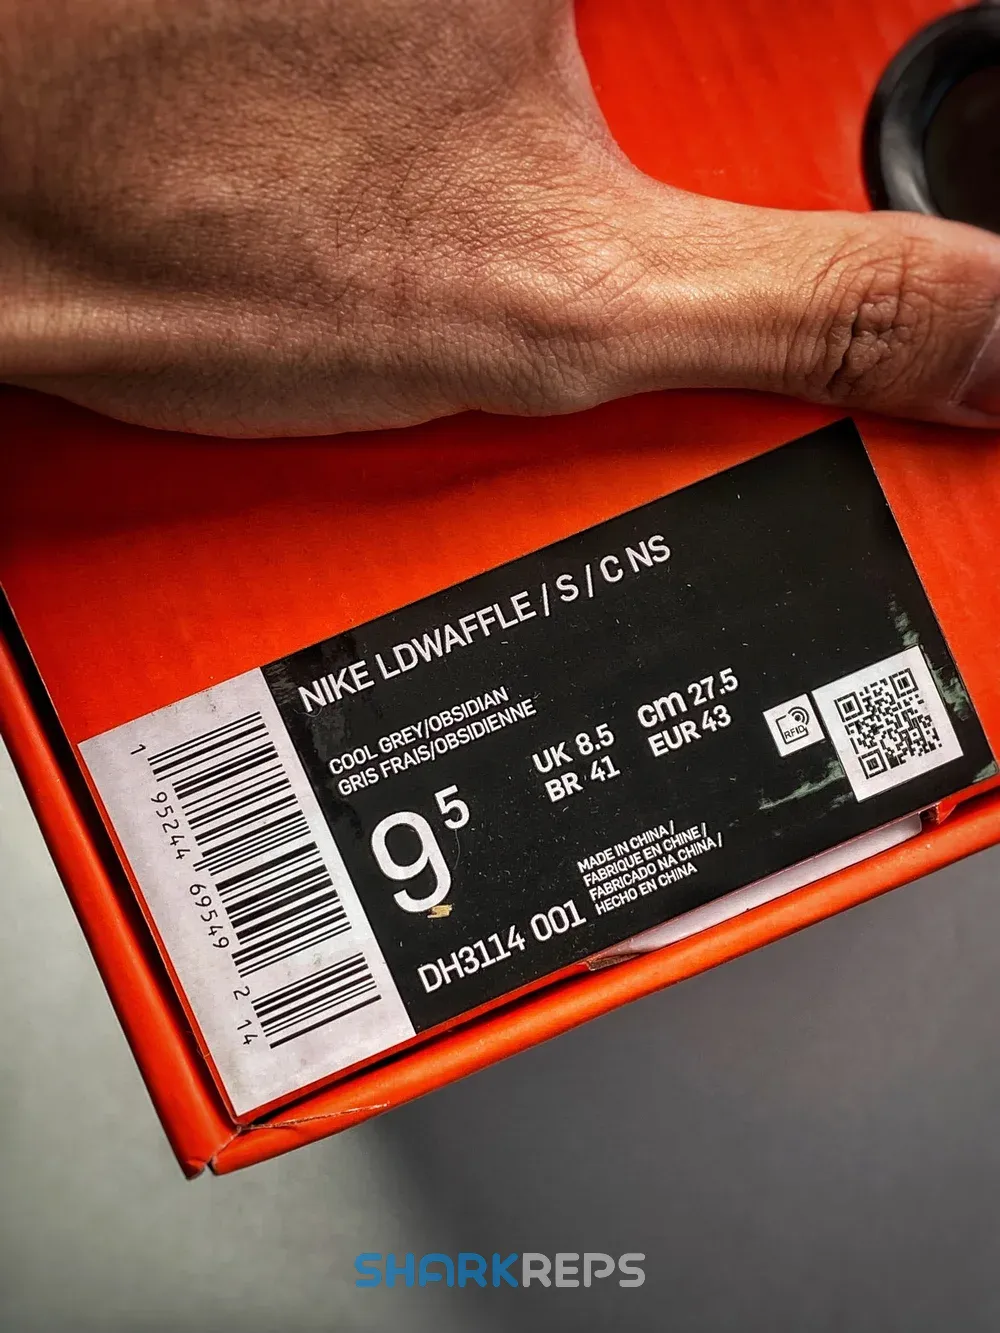 NIKE LDWAFFLE / S / C NS
COOL GREY/OBSIDIAN
GRIS FRAIS/OBSIDIENNE
9 5
UK 8.5
BR 41
cm 27.5
EUR 43
RFID
MADE IN CHINA /
FABRIQUE EN CHINE /
FABRICADO NA CHINA /
HECHO EN CHINA
DH3114 001
1 95244 69549 2 14
SHARKREPS